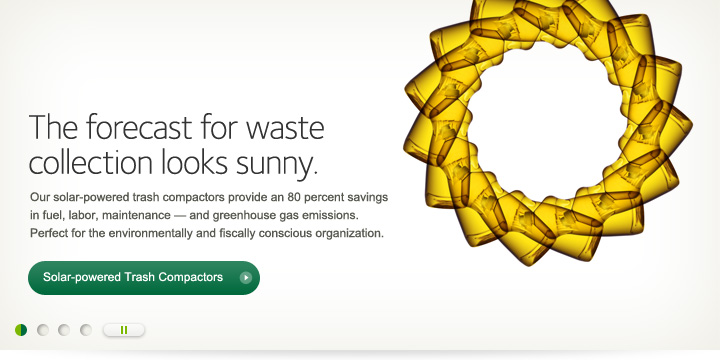 The forecast for waste
collection looks sunny.
Our solar-powered trash compactors provide an 80 percent savings
in fuel, labor, maintenance — and greenhouse gas emissions.
Perfect for the environmentally and fiscally conscious organization.
Solar-powered Trash Compactors